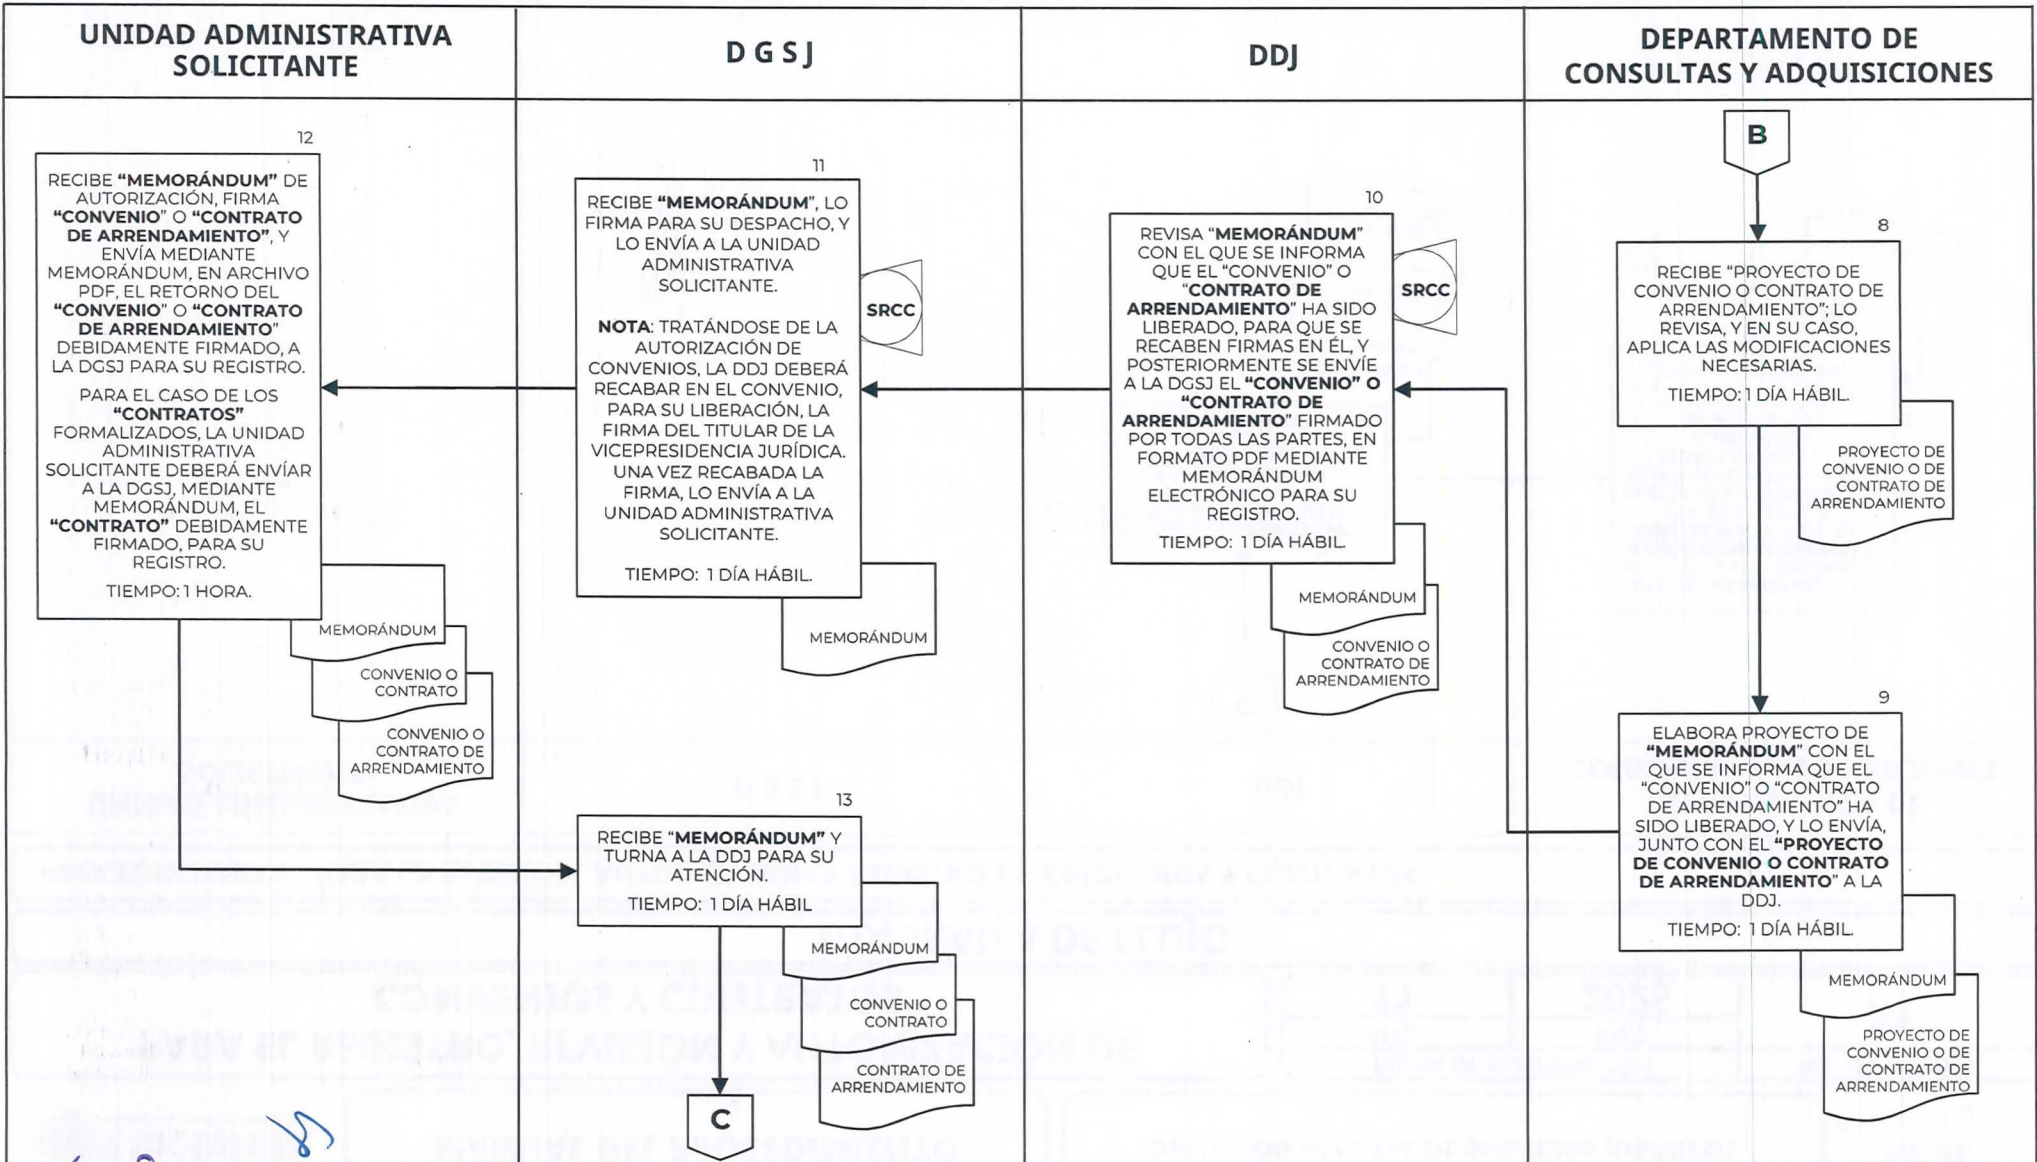 UNIDAD ADMINISTRATIVA
SOLICITANTE
D G S J
DDJ
DEPARTAMENTO DE
CONSULTAS Y ADQUISICIONES
B
8
RECIBE “PROYECTO DE
CONVENIO O CONTRATO DE
ARRENDAMIENTO”; LO
REVISA, Y EN SU CASO,
APLICA LAS MODIFICACIONES
NECESARIAS.
TIEMPO: 1 DÍA HÁBIL.
PROYECTO DE
CONVENIO O DE
CONTRATO DE
ARRENDAMIENTO
9
ELABORA PROYECTO DE
“MEMORÁNDUM” CON EL
QUE SE INFORMA QUE EL
“CONVENIO” O “CONTRATO
DE ARRENDAMIENTO” HA
SIDO LIBERADO, Y LO ENVÍA,
JUNTO CON EL “PROYECTO
DE CONVENIO O CONTRATO
DE ARRENDAMIENTO” A LA
DDJ.
TIEMPO: 1 DÍA HÁBIL.
MEMORÁNDUM
PROYECTO DE
CONVENIO O DE
CONTRATO DE
ARRENDAMIENTO
10
REVISA “MEMORÁNDUM”
CON EL QUE SE INFORMA
QUE EL “CONVENIO” O
“CONTRATO DE
ARRENDAMIENTO” HA SIDO
LIBERADO, PARA QUE SE
RECABEN FIRMAS EN ÉL, Y
POSTERIORMENTE SE ENVÍE
A LA DGSJ EL “CONVENIO” O
“CONTRATO DE
ARRENDAMIENTO” FIRMADO
POR TODAS LAS PARTES, EN
FORMATO PDF MEDIANTE
MEMORÁNDUM
ELECTRÓNICO PARA SU
REGISTRO.
TIEMPO: 1 DÍA HÁBIL.
SRCC
MEMORÁNDUM
CONVENIO O
CONTRATO DE
ARRENDAMIENTO
11
RECIBE “MEMORÁNDUM”, LO
FIRMA PARA SU DESPACHO, Y
LO ENVÍA A LA UNIDAD
ADMINISTRATIVA
SOLICITANTE.
NOTA: TRATÁNDOSE DE LA
AUTORIZACIÓN DE
CONVENIOS, LA DDJ DEBERÁ
RECABAR EN EL CONVENIO,
PARA SU LIBERACIÓN, LA
FIRMA DEL TITULAR DE LA
VICEPRESIDENCIA JURÍDICA.
UNA VEZ RECABADA LA
FIRMA, LO ENVÍA A LA
UNIDAD ADMINISTRATIVA
SOLICITANTE.
TIEMPO: 1 DÍA HÁBIL.
SRCC
MEMORÁNDUM
12
RECIBE “MEMORÁNDUM” DE
AUTORIZACIÓN, FIRMA
“CONVENIO” O “CONTRATO
DE ARRENDAMIENTO”, Y
ENVÍA MEDIANTE
MEMORÁNDUM, EN ARCHIVO
PDF, EL RETORNO DEL
“CONVENIO” O “CONTRATO
DE ARRENDAMIENTO”
DEBIDAMENTE FIRMADO, A
LA DGSJ PARA SU REGISTRO.
PARA EL CASO DE LOS
“CONTRATOS”
FORMALIZADOS, LA UNIDAD
ADMINISTRATIVA
SOLICITANTE DEBERÁ ENVÍAR
A LA DGSJ, MEDIANTE
MEMORÁNDUM, EL
“CONTRATO” DEBIDAMENTE
FIRMADO, PARA SU
REGISTRO.
TIEMPO: 1 HORA.
MEMORÁNDUM
CONVENIO O
CONTRATO
CONVENIO O
CONTRATO DE
ARRENDAMIENTO
13
RECIBE “MEMORÁNDUM” Y
TURNA A LA DDJ PARA SU
ATENCIÓN.
TIEMPO: 1 DÍA HÁBIL
MEMORÁNDUM
CONVENIO O
CONTRATO
CONTRATO DE
ARRENDAMIENTO
C